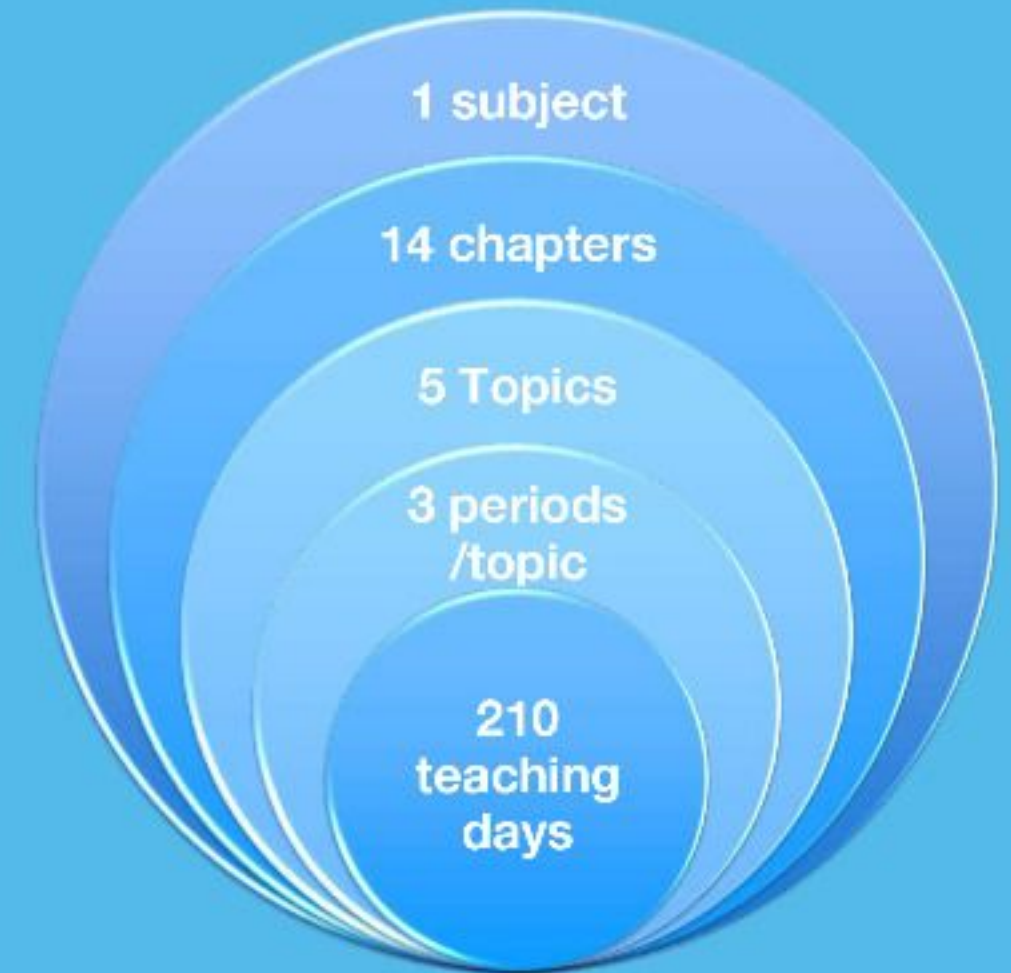 1 subject
14 chapters
5 Topics
3 periods
/topic
210
teaching
days